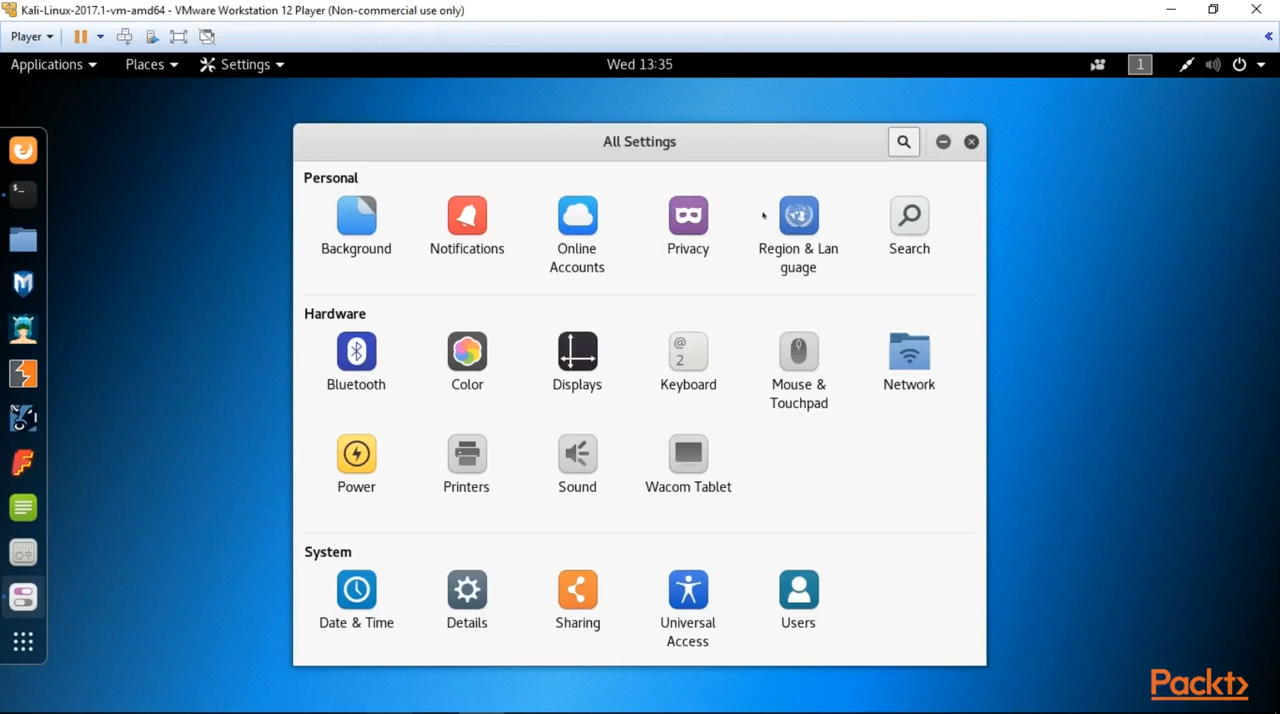 Kali-Linux-2017.1-vm-amd64 - VMware Workstation 12 Player (Non-commercial use only)
Player
Applications Places Settings Wed 13:35 1
All Settings
Personal
Background Notifications Online Accounts Privacy Region & Lan guage Search
Hardware
Bluetooth Color Displays Keyboard Mouse & Touchpad Network
@
2
Power Printers Sound Wacom Tablet
System
Date & Time Details Sharing Universal Access Users
Packt